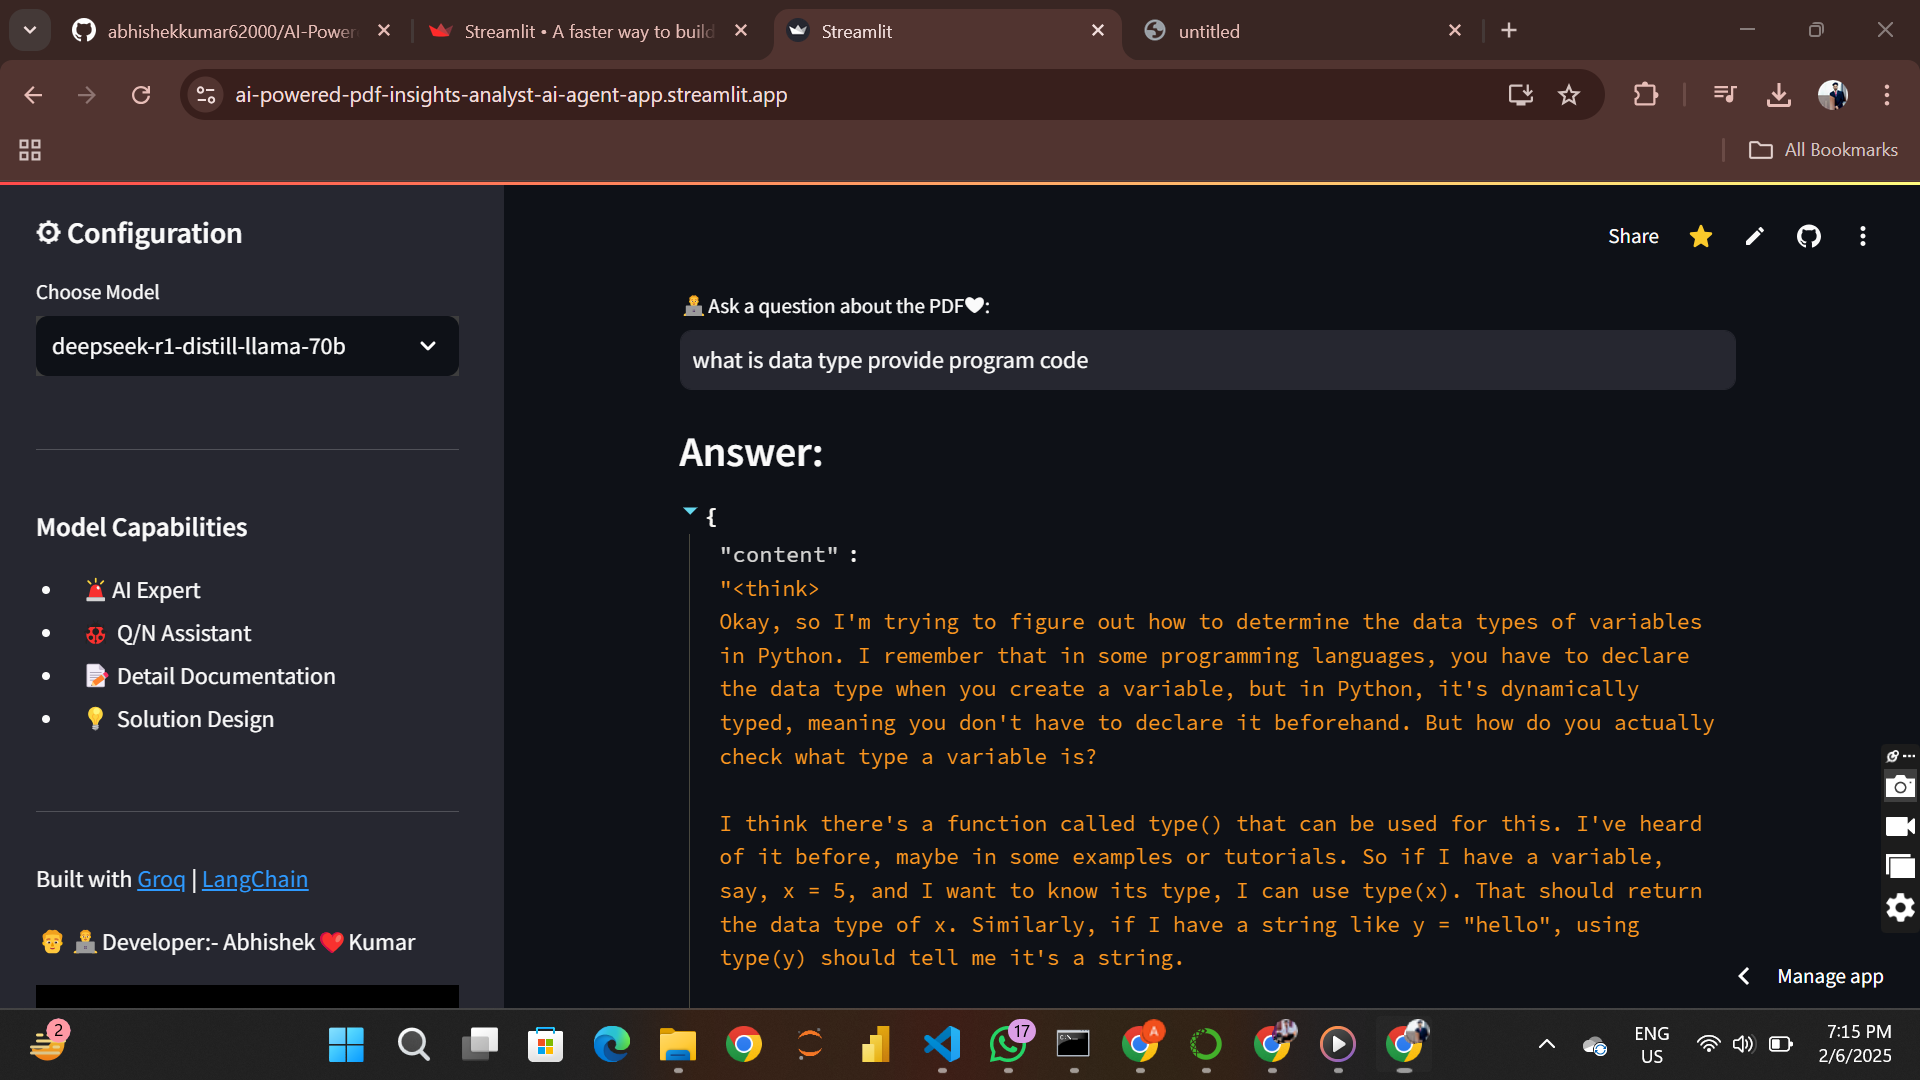 abhishekkumar62000/AI-Power
Streamlit • A faster way to build
Streamlit
untitled
ai-powered-pdf-insights-analyst-ai-agent-app.streamlit.app
All Bookmarks
Configuration
Choose Model
deepseek-r1-distill-llama-70b
Model Capabilities
AI Expert
Q/N Assistant
Detail Documentation
Solution Design
Built with Groq | LangChain
Developer:- Abhishek❤️Kumar
Share
Ask a question about the PDF🤍:
what is data type provide program code
Answer:
{
"content" :
"<think>
Okay, so I'm trying to figure out how to determine the data types of variables
in Python. I remember that in some programming languages, you have to declare
the data type when you create a variable, but in Python, it's dynamically
typed, meaning you don't have to declare it beforehand. But how do you actually
check what type a variable is?
I think there's a function called type() that can be used for this. I've heard
of it before, maybe in some examples or tutorials. So if I have a variable,
say, x = 5, and I want to know its type, I can use type(x). That should return
the data type of x. Similarly, if I have a string like y = "hello", using
type(y) should tell me it's a string.
Manage app
2
17
A
ENG
US
7:15 PM
2/6/2025